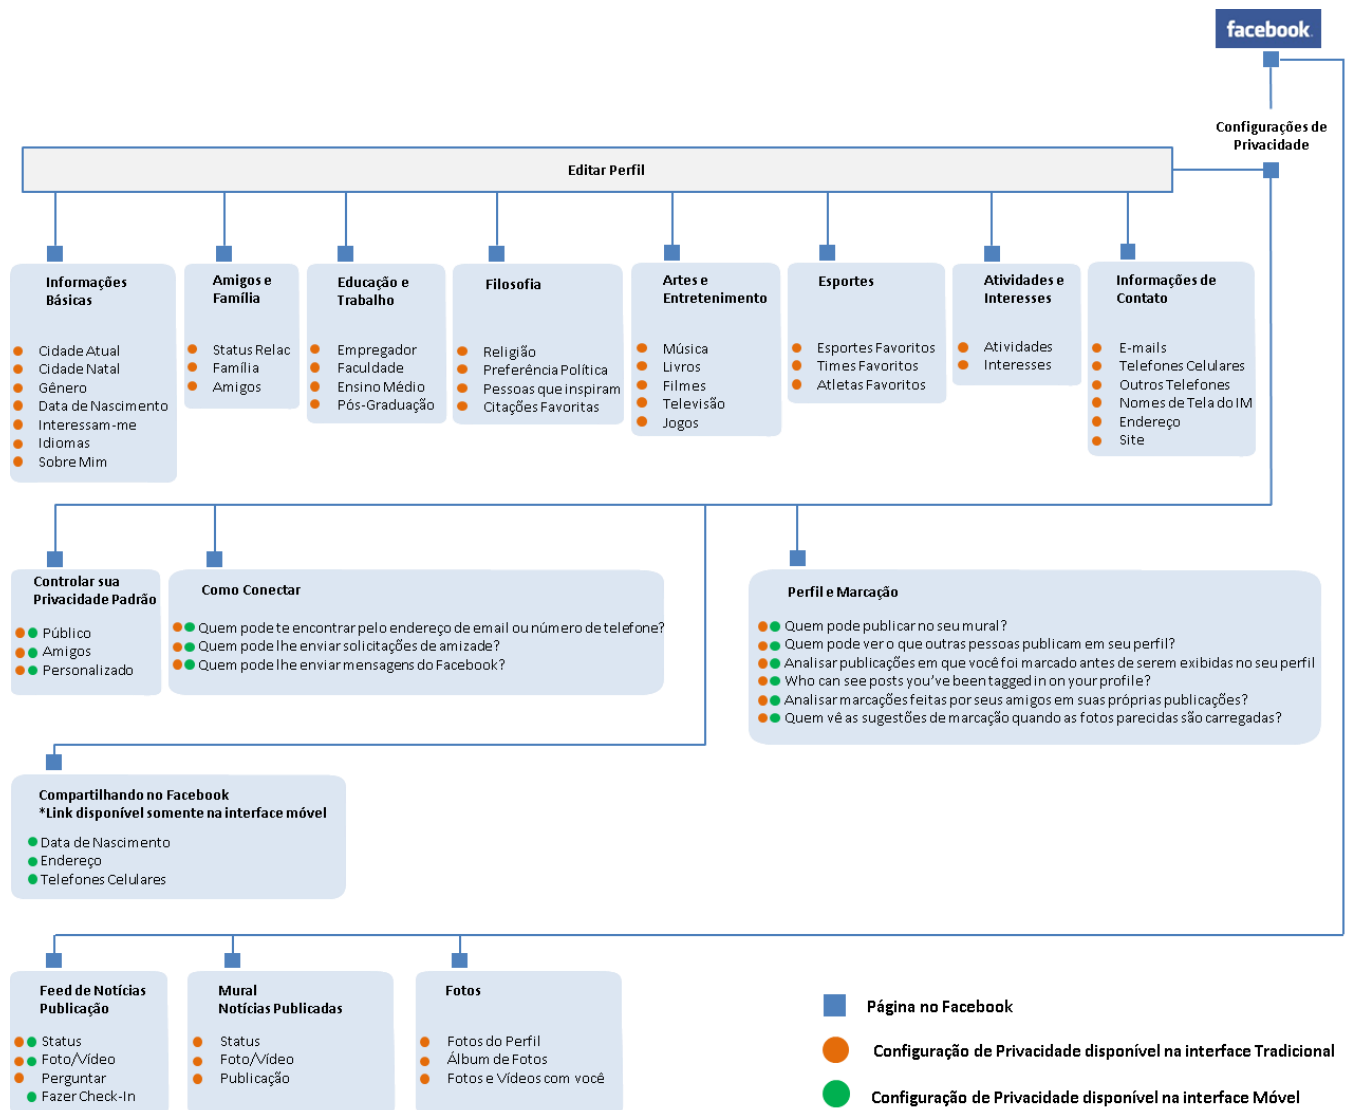 facebook
Configurações de
Privacidade
Editar Perfil
Informações
Básicas
Cidade Atual
Cidade Natal
Gênero
Data de Nascimento
Interessam-me
Idiomas
Sobre Mim
Amigos e
Família
Status Relac
Família
Amigos
Educação e
Trabalho
Empregador
Faculdade
Ensino Médio
Pós-Graduação
Filosofia
Religião
Preferência Política
Pessoas que inspiram
Citações Favoritas
Artes e
Entretenimento
Música
Livros
Filmes
Televisão
Jogos
Esportes
Esportes Favoritos
Times Favoritos
Atletas Favoritos
Atividades e
Interesses
Atividades
Interesses
Informações de
Contato
E-mails
Telefones Celulares
Outros Telefones
Nomes de Tela do IM
Endereço
Site
Controlar sua
Privacidade Padrão
Público
Amigos
Personalizado
Como Conectar
Quem pode te encontrar pelo endereço de email ou número de telefone?
Quem pode lhe enviar solicitações de amizade?
Quem pode lhe enviar mensagens do Facebook?
Perfil e Marcação
Quem pode publicar no seu mural?
Quem pode ver o que outras pessoas publicam em seu perfil?
Analisar publicações em que você foi marcado antes de serem exibidas no seu perfil
Who can see posts you've been tagged in on your profile?
Analisar marcações feitas por seus amigos em suas próprias publicações?
Quem vê as sugestões de marcação quando as fotos parecidas são carregadas?
Compartilhando no Facebook
*Link disponível somente na interface móvel
Data de Nascimento
Endereço
Telefones Celulares
Feed de Notícias
Publicação
Status
Foto/Vídeo
Perguntar
Fazer Check-In
Mural
Notícias Publicadas
Status
Foto/Vídeo
Publicação
Fotos
Fotos do Perfil
Álbum de Fotos
Fotos e Vídeos com você
Página no Facebook
Configuração de Privacidade disponível na interface Tradicional
Configuração de Privacidade disponível na interface Móvel